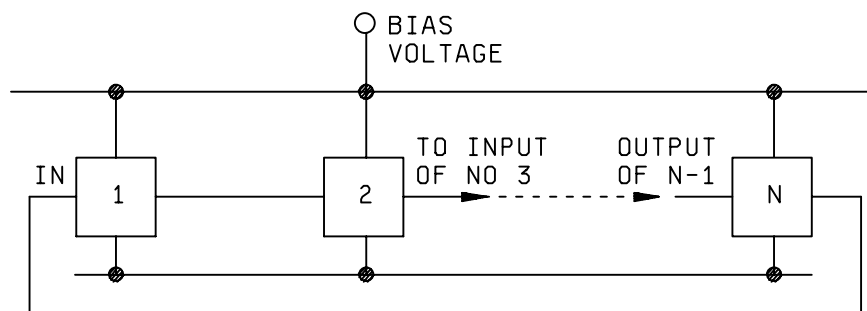 BIAS
VOLTAGE
TO INPUT
OF NO 3
OUTPUT
OF N-1
IN
1
2
N